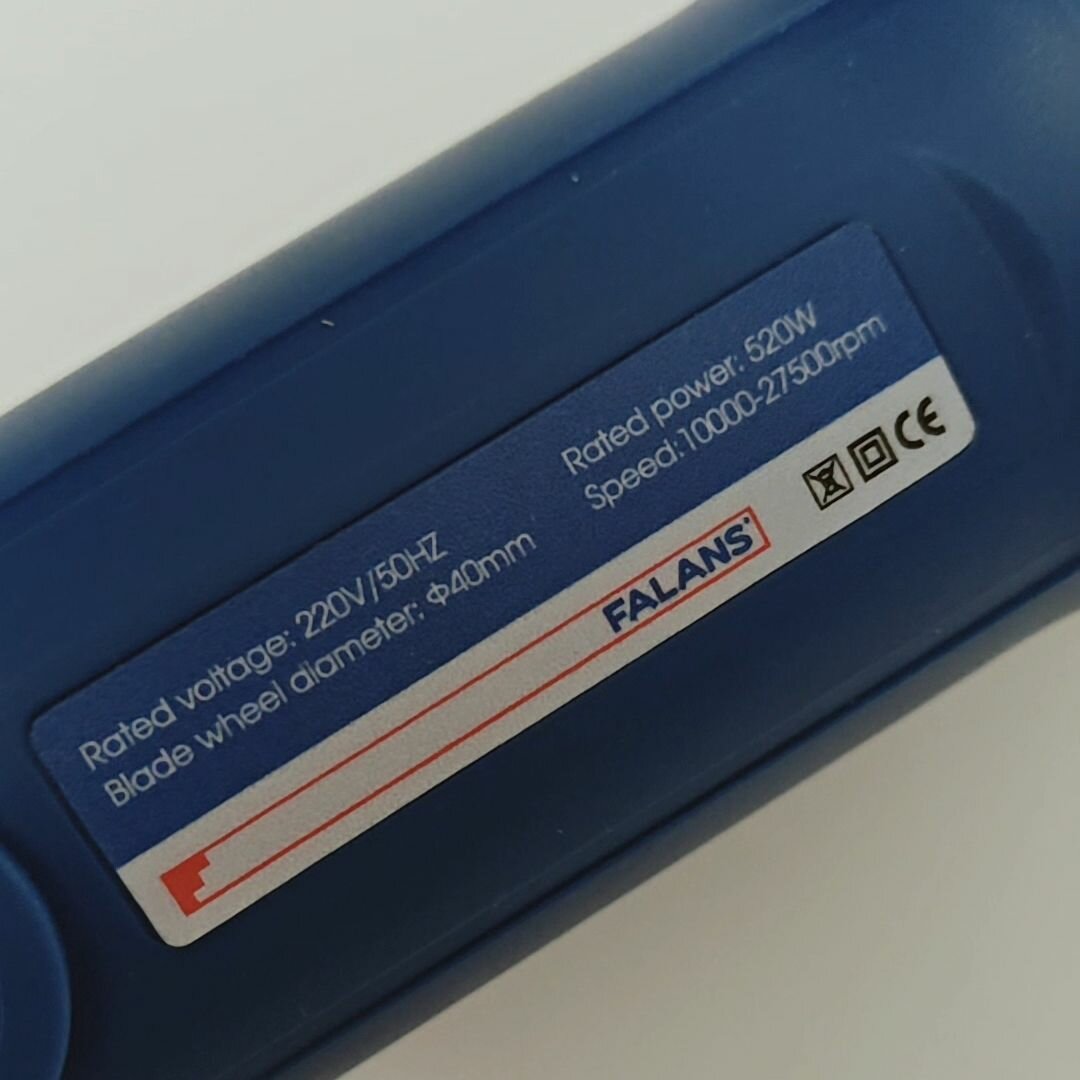 Rated voltage: 220V/50HZ
Blade wheel diameter: Φ40mm
Rated power: 520W
Speed:10000-27500rpm
FALANS
CE